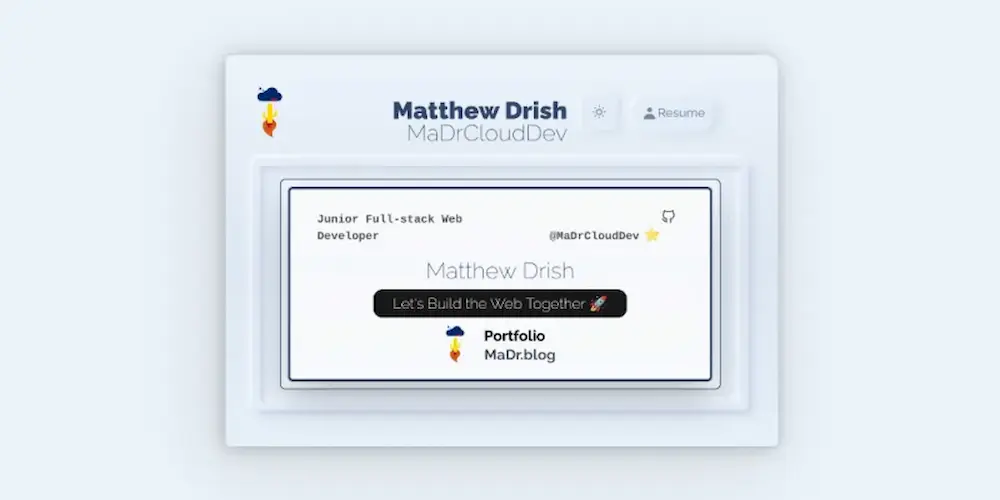 Matthew Drish
MaDrCloudDev
Resume
Junior Full-stack Web
Developer
@MaDrCloudDev ⭐
Matthew Drish
Let's Build the Web Together 🚀
Portfolio
MaDr.blog